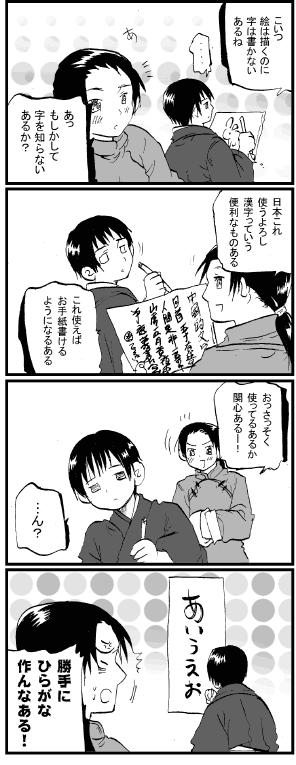 こいつ
絵は描くのに
字は書かない
あるね
あ
…
あっ
もしかして
字を知らない
あるか？
日本これ
使うよろし
漢字っていう
便利なものある
これ使えば
お手紙書ける
ようになるある
おっさっそく
使ってるあるか
関心あるー！
…ん？
あいうえお
勝手に
ひらがな
作んなある！